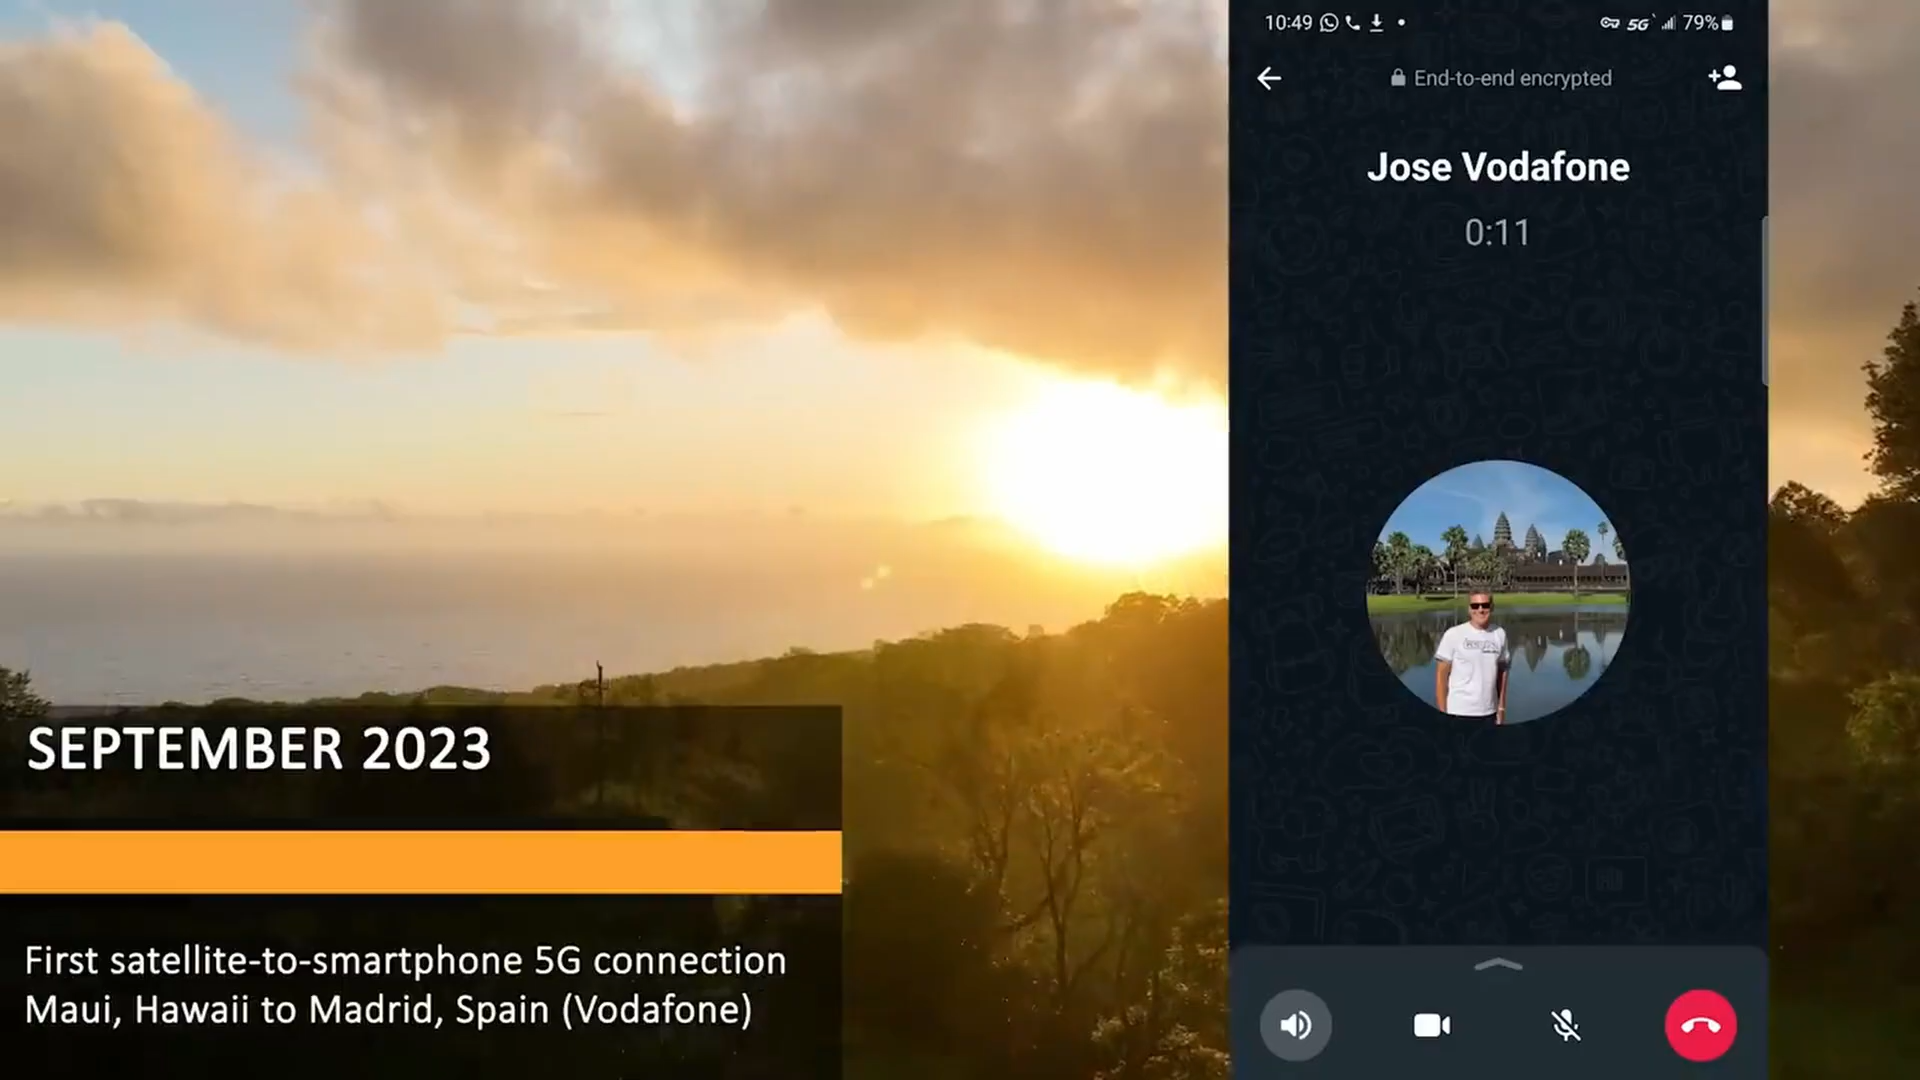 10:49
5G
79%
End-to-end encrypted
Jose Vodafone
0:11
SEPTEMBER 2023
First satellite-to-smartphone 5G connection
Maui, Hawaii to Madrid, Spain (Vodafone)